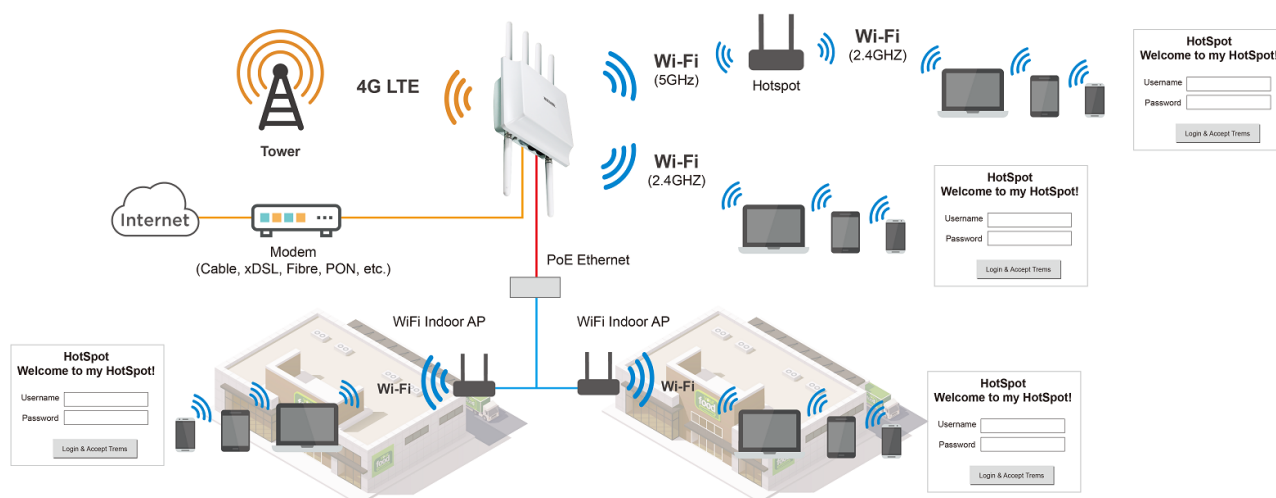 4G LTE
Tower
Wi-Fi
(5GHz)
Hotspot
Wi-Fi
(2.4GHZ)
HotSpot
Welcome to my HotSpot!
Username
Password
Login & Accept Trems
Wi-Fi
(2.4GHZ)
HotSpot
Welcome to my HotSpot!
Username
Password
Login & Accept Trems
Internet
Modem
(Cable, xDSL, Fibre, PON, etc.)
PoE Ethernet
WiFi Indoor AP
WiFi Indoor AP
HotSpot
Welcome to my HotSpot!
Username
Password
Login & Accept Trems
Wi-Fi
food
Wi-Fi
food
HotSpot
Welcome to my HotSpot!
Username
Password
Login & Accept Trems